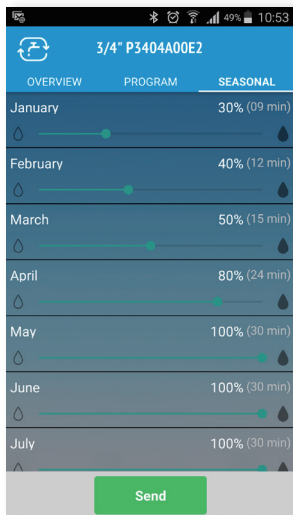 49% 10:53
3/4" P3404A00E2
OVERVIEW PROGRAM SEASONAL
January 30% (09 min)
February 40% (12 min)
March 50% (15 min)
April 80% (24 min)
May 100% (30 min)
June 100% (30 min)
July 100% (30 min)
Send